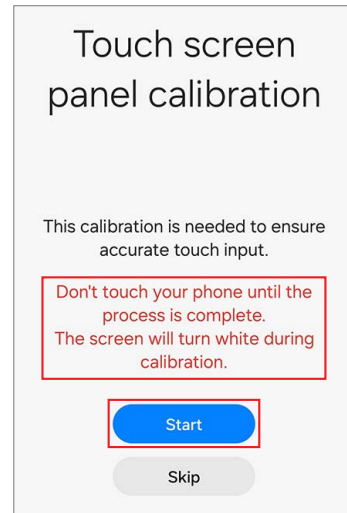 Touch screen
panel calibration
This calibration is needed to ensure
accurate touch input.
Don't touch your phone until the
process is complete.
The screen will turn white during
calibration.
Start
Skip